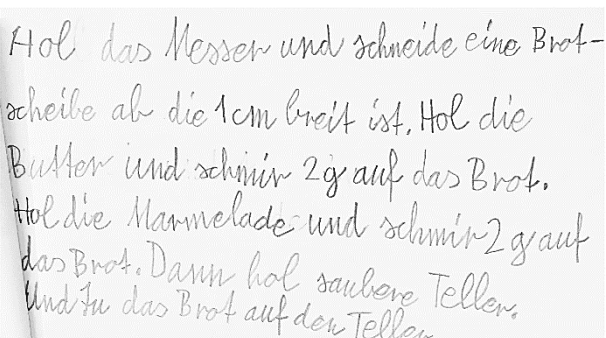 Hol das Messer und schneide eine Brot-
scheibe ab die 1cm breit ist. Hol die
Butter und schmir 2g auf das Brot.
Hol die Marmelade und schmir 2g auf
das Brot. Dann hol saubere Teller.
Und tu das Brot auf den Teller